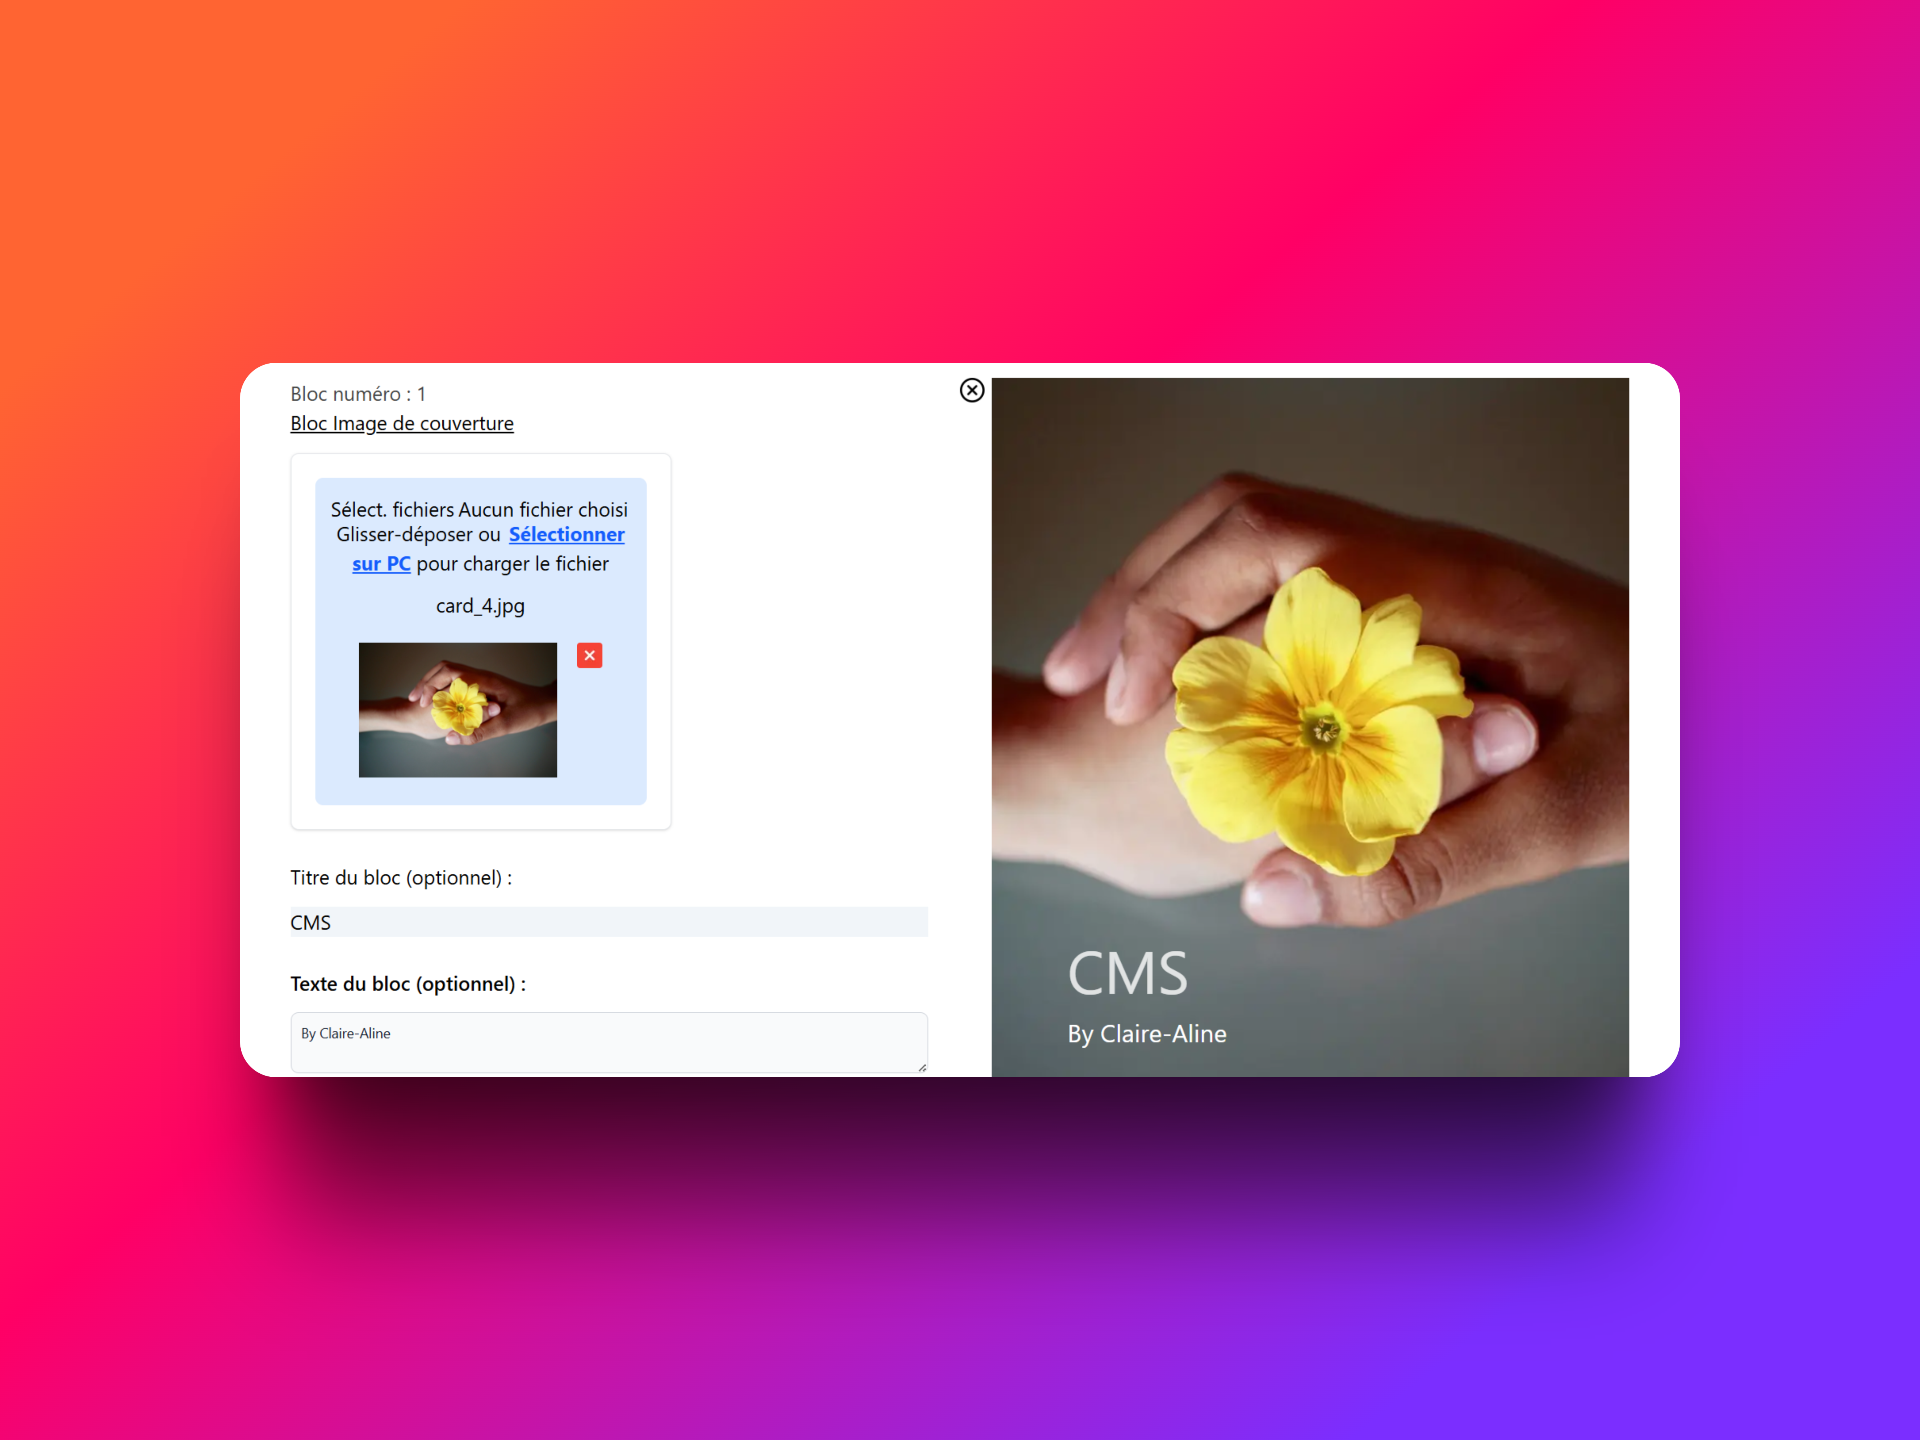 Bloc numéro : 1
Bloc Image de couverture
Sélect. fichiers Aucun fichier choisi
Glisser-déposer ou Sélectionner
sur PC pour charger le fichier
card_4.jpg
Titre du bloc (optionnel) :
CMS
Texte du bloc (optionnel) :
By Claire-Aline
CMS
By Claire-Aline